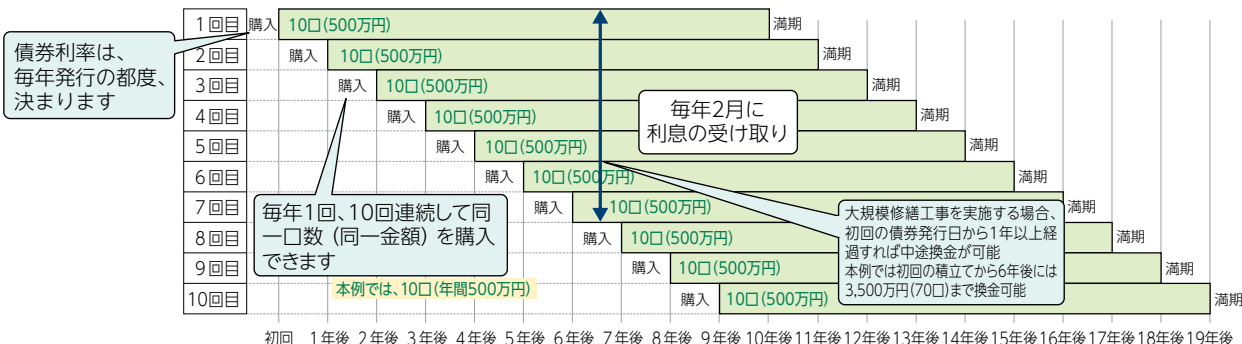 1回目 購入 10口(500万円) 満期
2回目 購入 10口(500万円) 満期
3回目 購入 10口(500万円) 満期
4回目 購入 10口(500万円) 満期
5回目 購入 10口(500万円) 満期
6回目 購入 10口(500万円) 満期
7回目 購入 10口(500万円) 満期
8回目 購入 10口(500万円) 満期
9回目 購入 10口(500万円) 満期
10回目 購入 10口(500万円) 満期
債券利率は、
毎年発行の都度、
決まります
毎年2月に
利息の受け取り
毎年1回、10回連続して同
一口数（同一金額）を購入
できます
本例では、10口(年間500万円)
大規模修繕工事を実施する場合、
初回の債券発行日から1年以上経
過すれば中途換金が可能
本例では初回の積立てから6年後には
3,500万円(70口)まで換金可能
初回 1年後 2年後 3年後 4年後 5年後 6年後 7年後 8年後 9年後 10年後 11年後 12年後 13年後 14年後 15年後 16年後 17年後 18年後 19年後